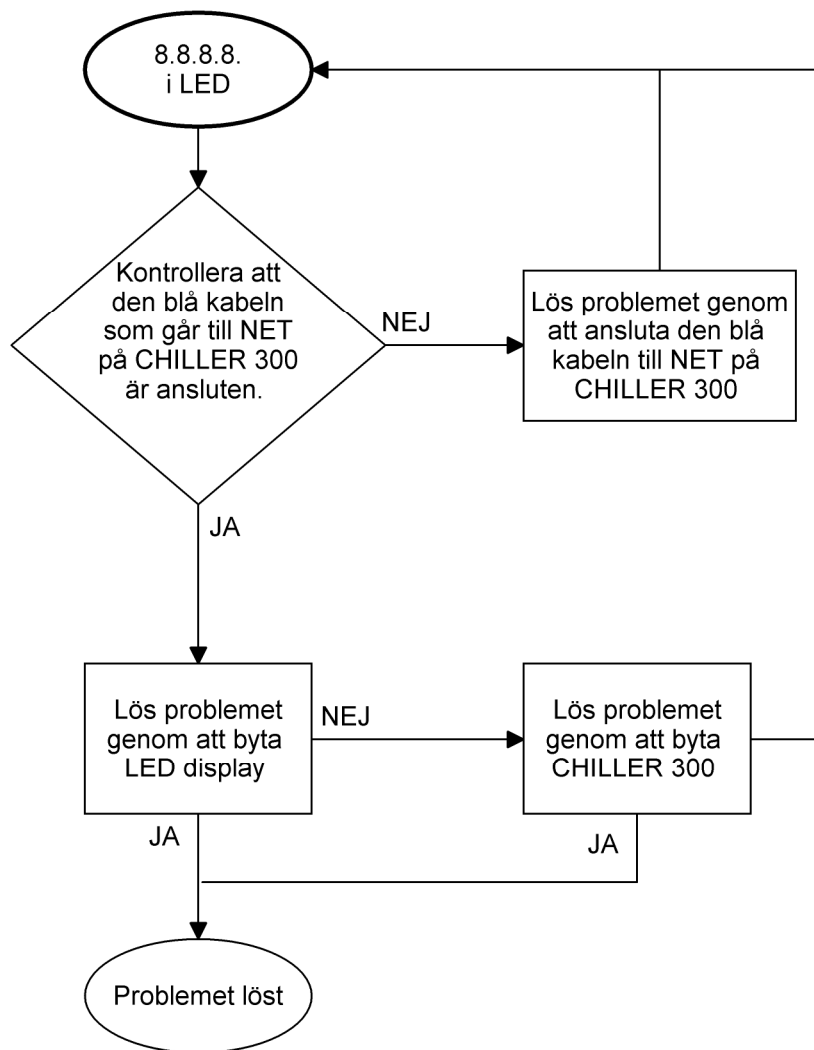 8.8.8.8.
i LED
Kontrollera att
den blå kabeln
som går till NET
på CHILLER 300
är ansluten.
NEJ
Lös problemet genom
att ansluta den blå
kabeln till NET på
CHILLER 300
JA
Lös problemet
genom att byta
LED display
NEJ
Lös problemet
genom att byta
CHILLER 300
JA
JA
Problemet löst